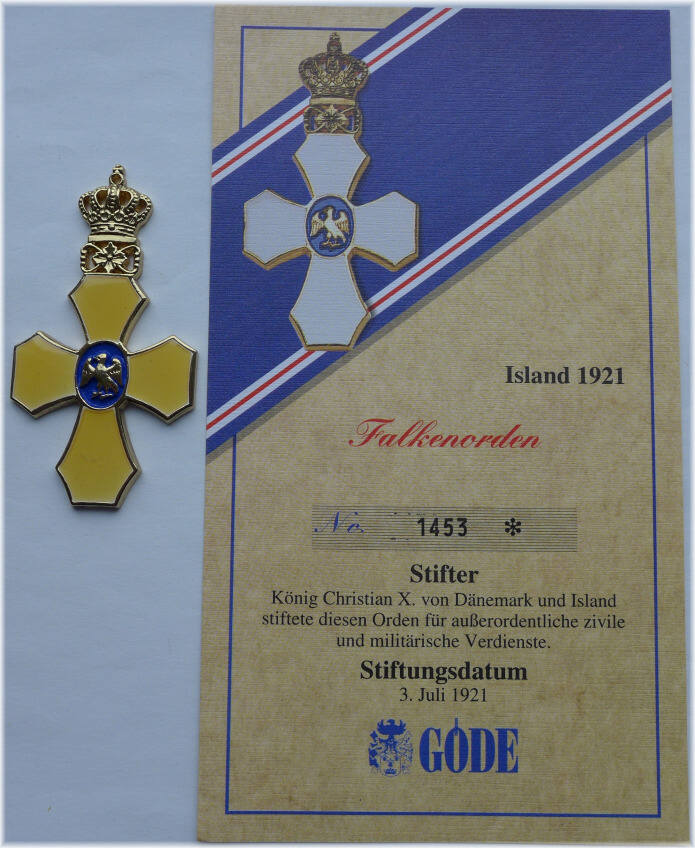 Island 1921
Falkenorden
No. 1453 *
Stifter
König Christian X. von Dänemark und Island
stiftete diesen Orden für außerordentliche zivile
und militärische Verdienste.
Stiftungsdatum
3. Juli 1921
GÖDE